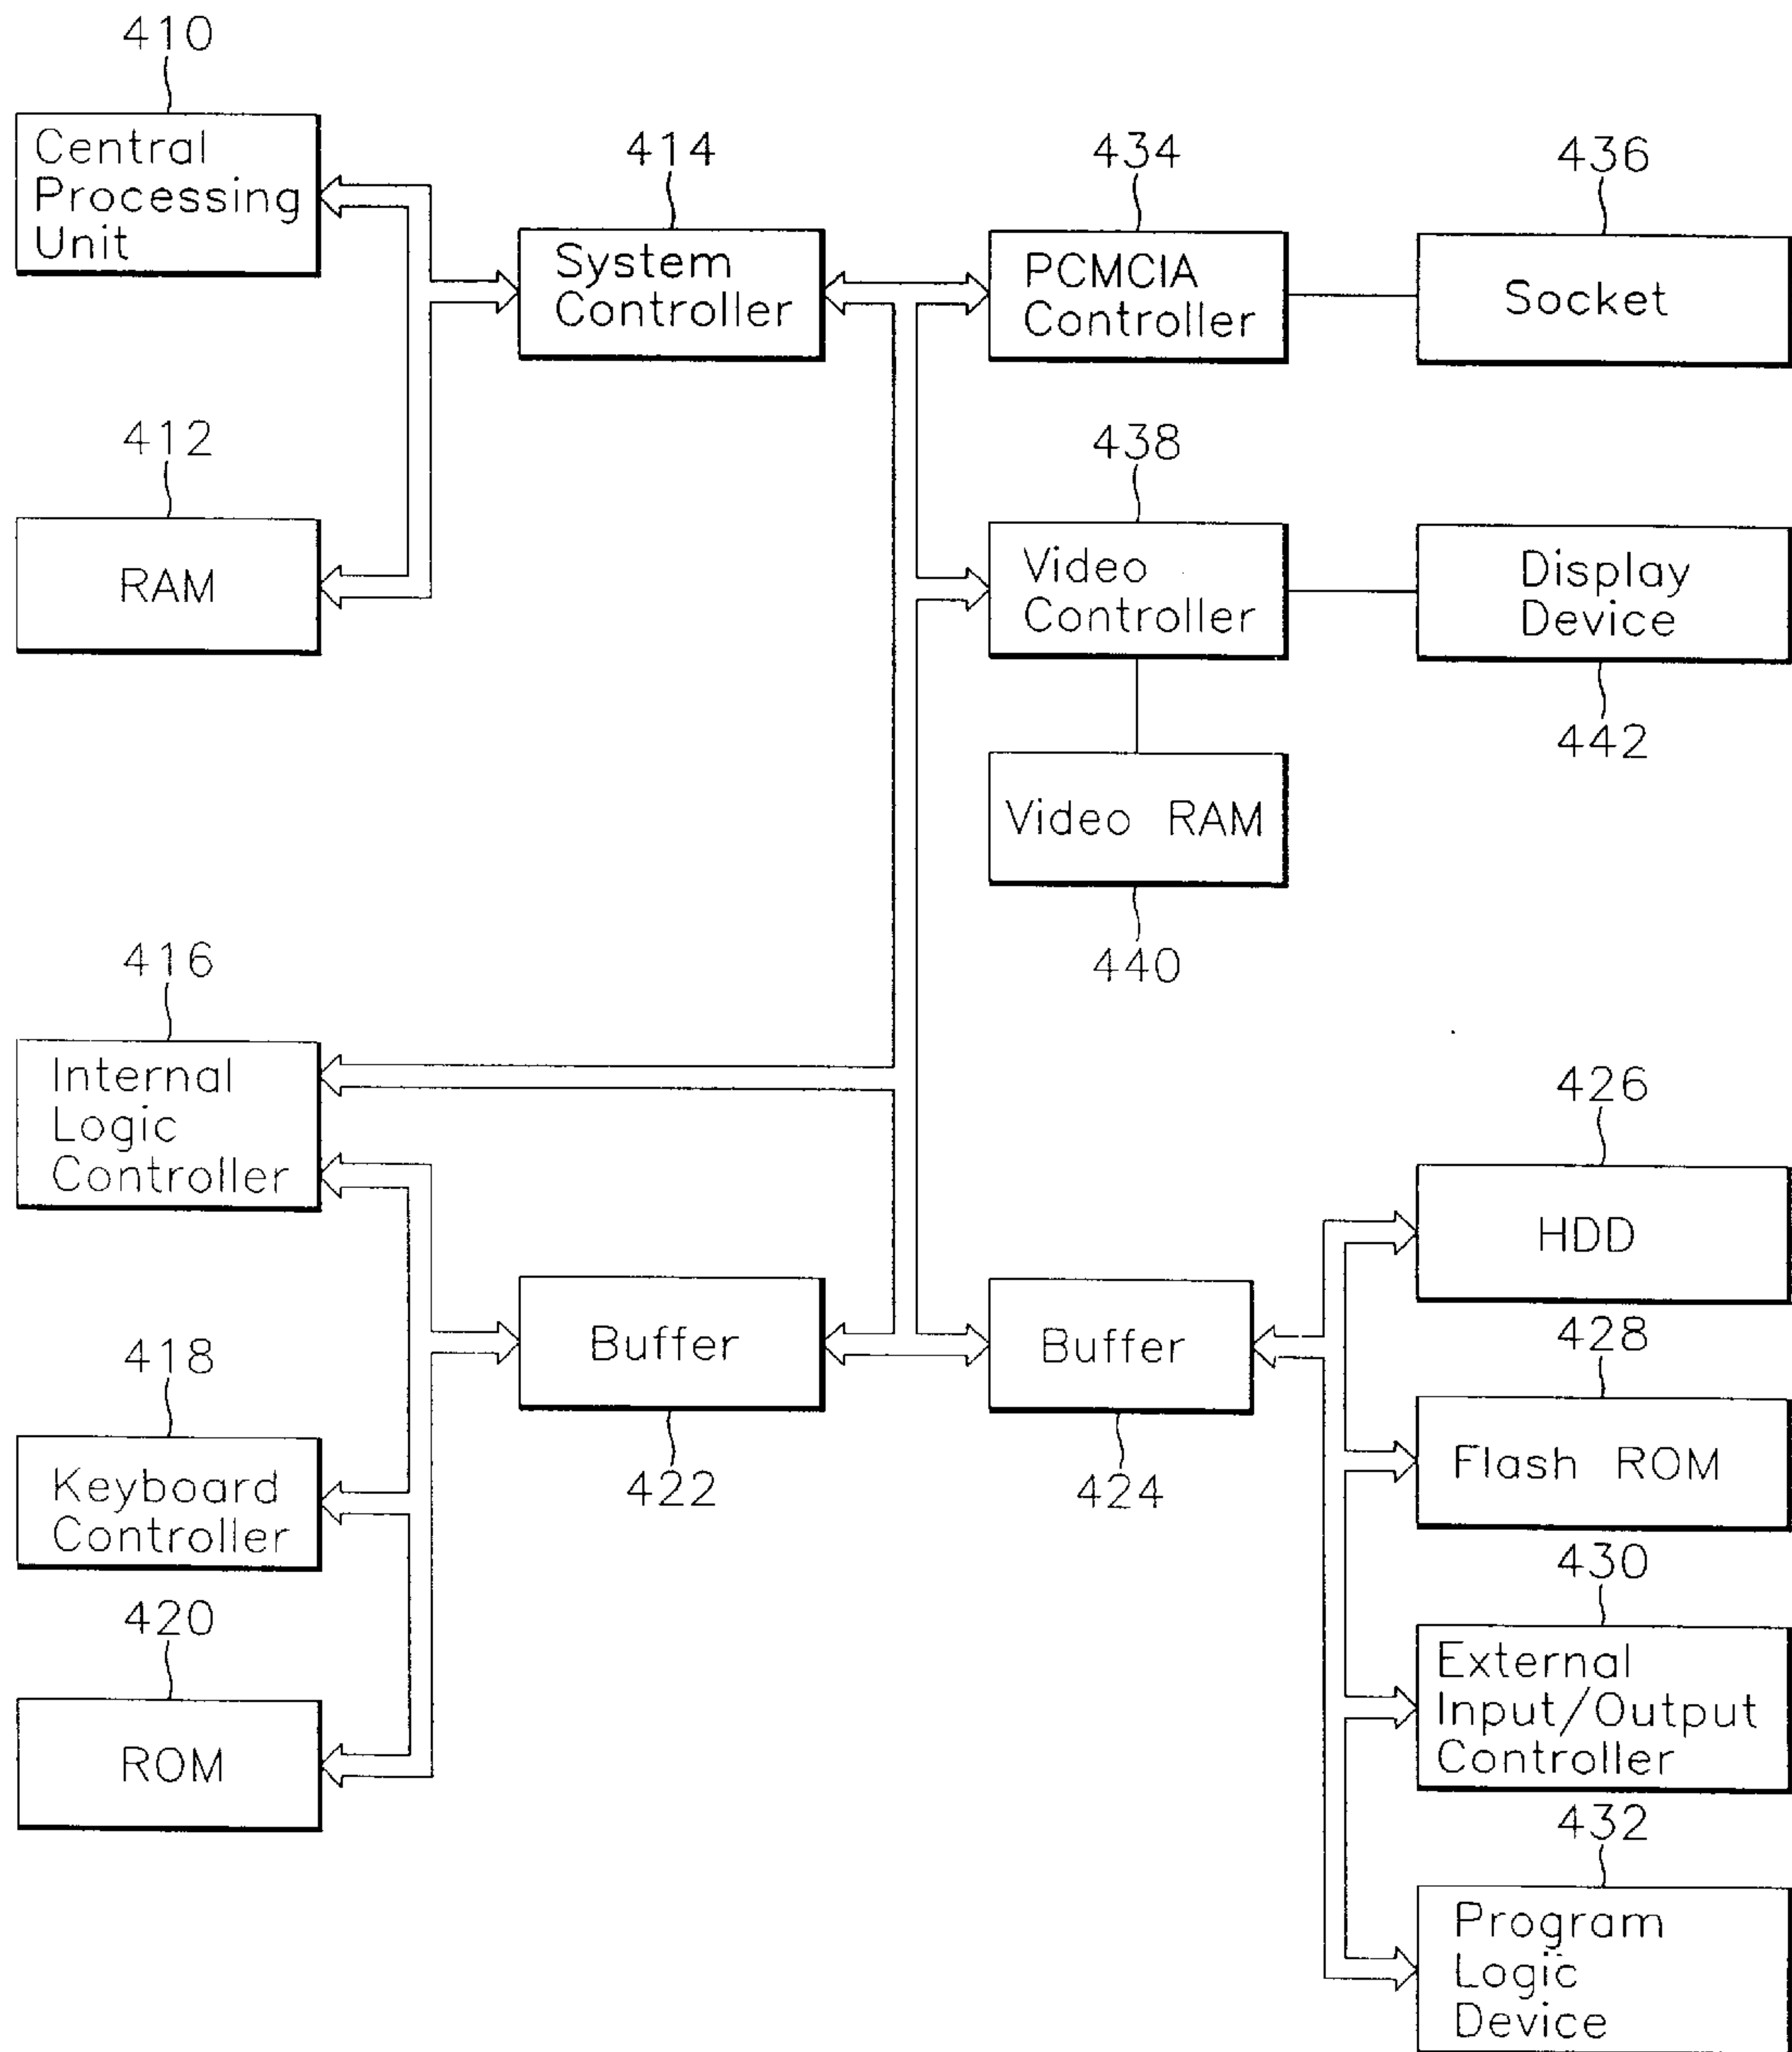 410
Central
Processing
Unit
414
System
Controller
434
PCMCIA
Controller
436
Socket
412
RAM
438
Video
Controller
Display
Device
442
Video RAM
440
416
Internal
Logic
Controller
426
HDD
418
Keyboard
Controller
Buffer
422
Buffer
424
428
Flash ROM
420
ROM
430
External
Input/Output
Controller
432
Program
Logic
Device